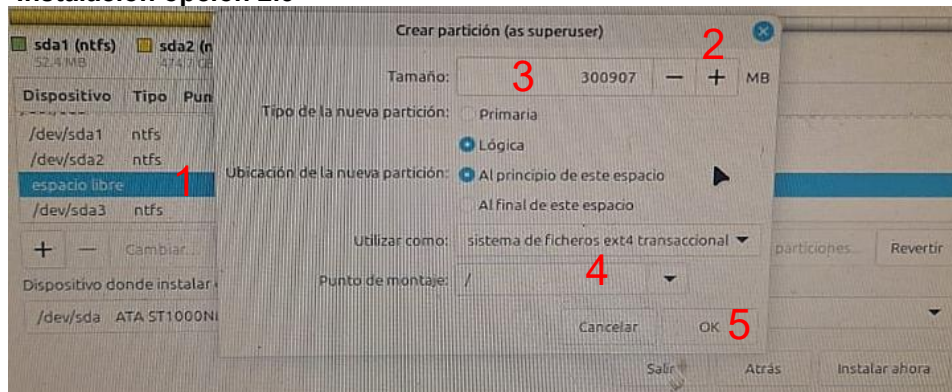 Instalación opción 2.0
Crear partición (as superuser)
sda1 (ntfs) sda2 (n
52.4 MB 474.7 GB
2
Tamaño: 3 300907 − + MB
Dispositivo Tipo Pun
Tipo de la nueva partición: Primaria
/dev/sda1 ntfs
Lógica
/dev/sda2 ntfs
Ubicación de la nueva partición: Al principio de este espacio
espacio libre 1
Al final de este espacio
/dev/sda3 ntfs
Utilizar como: sistema de ficheros ext4 transaccional
+ − Cambiar... particiones... Revertir
4
Punto de montaje: /
Dispositivo donde instalar
/dev/sda ATA ST1000N
Cancelar OK 5
Salir Atrás Instalar ahora